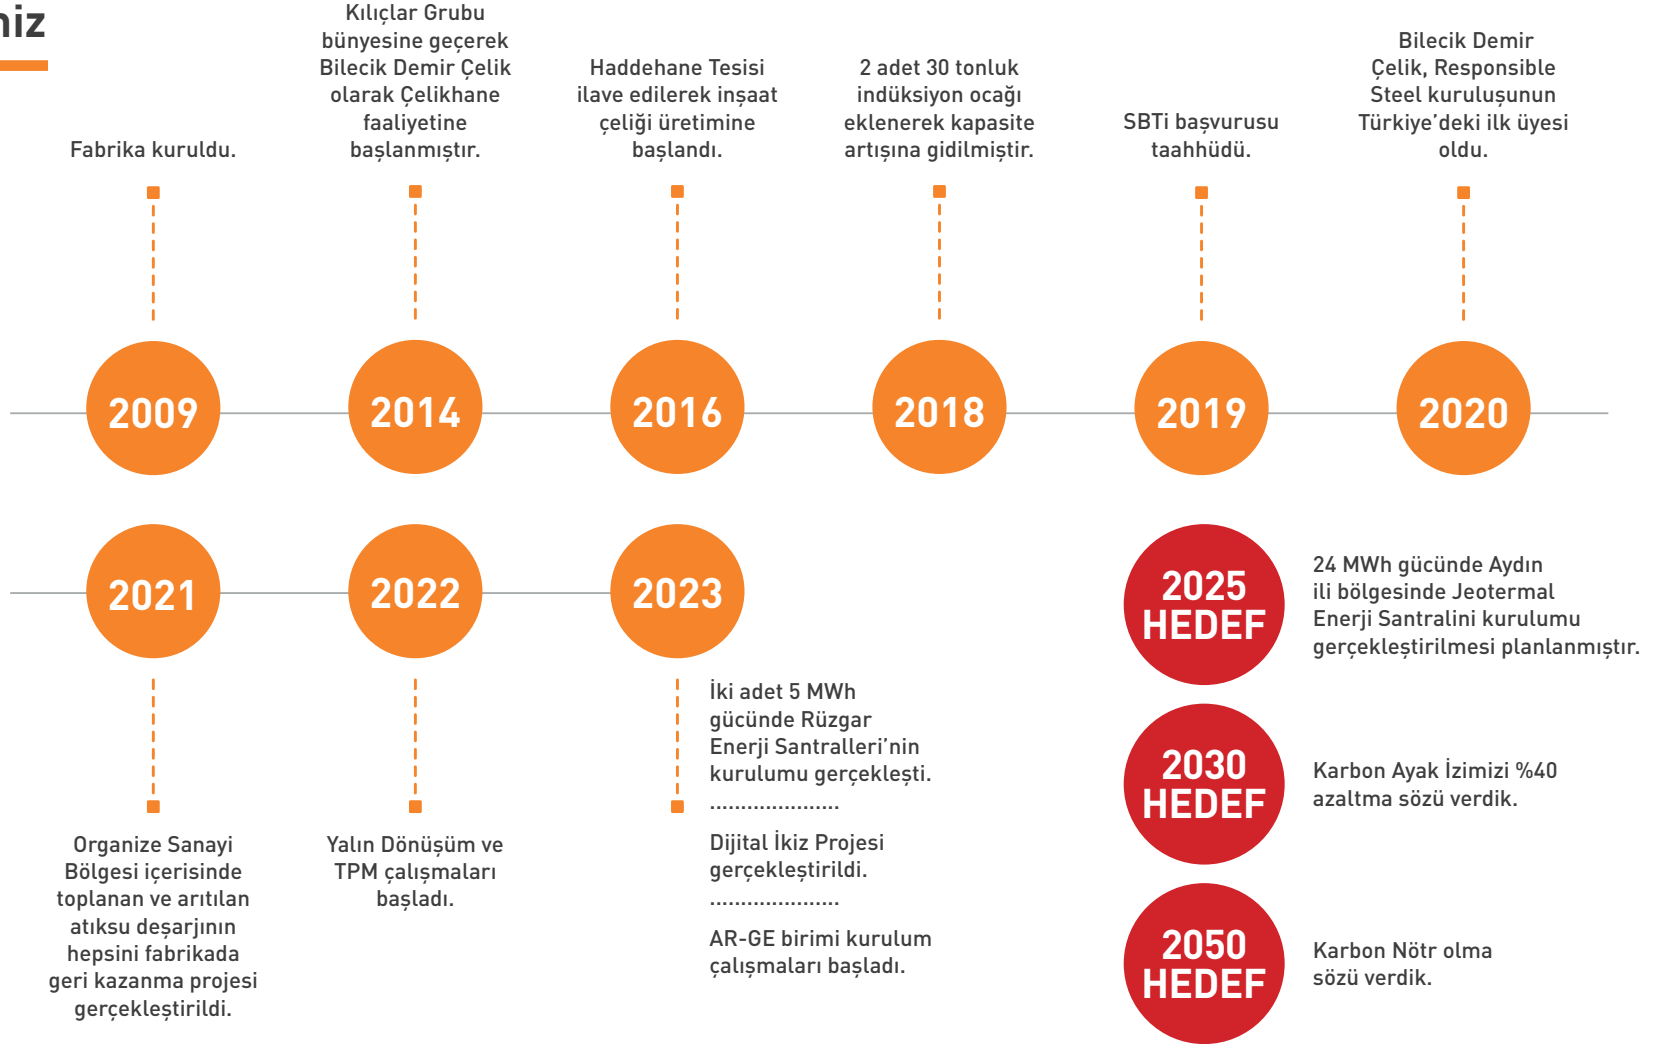 Fabrika kuruldu.
Kılıçlar Grubu
bünyesine geçerek
Bilecik Demir Çelik
olarak Çelikhane
faaliyetine
başlanmıştır.
Haddehane Tesisi
ilave edilerek inşaat
çeliği üretimine
başlandı.
2 adet 30 tonluk
indüksiyon ocağı
eklenerek kapasite
artışına gidilmiştir.
SBTi başvurusu
taahhüdü.
Bilecik Demir
Çelik, Responsible
Steel kuruluşunun
Türkiye’deki ilk üyesi
oldu.
2009
2014
2016
2018
2019
2020
2021
2022
2023
Organize Sanayi
Bölgesi içerisinde
toplanan ve arıtılan
atıksu deşarjının
hepsini fabrikada
geri kazanma projesi
gerçekleştirildi.
Yalın Dönüşüm ve
TPM çalışmaları
başladı.
İki adet 5 MWh
gücünde Rüzgar
Enerji Santralleri’nin
kurulumu gerçekleşti.
.....................
Dijital İkiz Projesi
gerçekleştirildi.
.....................
AR-GE birimi kurulum
çalışmaları başladı.
2025
HEDEF
24 MWh gücünde Aydın
ili bölgesinde Jeotermal
Enerji Santralini kurulumu
gerçekleştirilmesi planlanmıştır.
2030
HEDEF
Karbon Ayak İzimizi %40
azaltma sözü verdik.
2050
HEDEF
Karbon Nötr olma
sözü verdik.